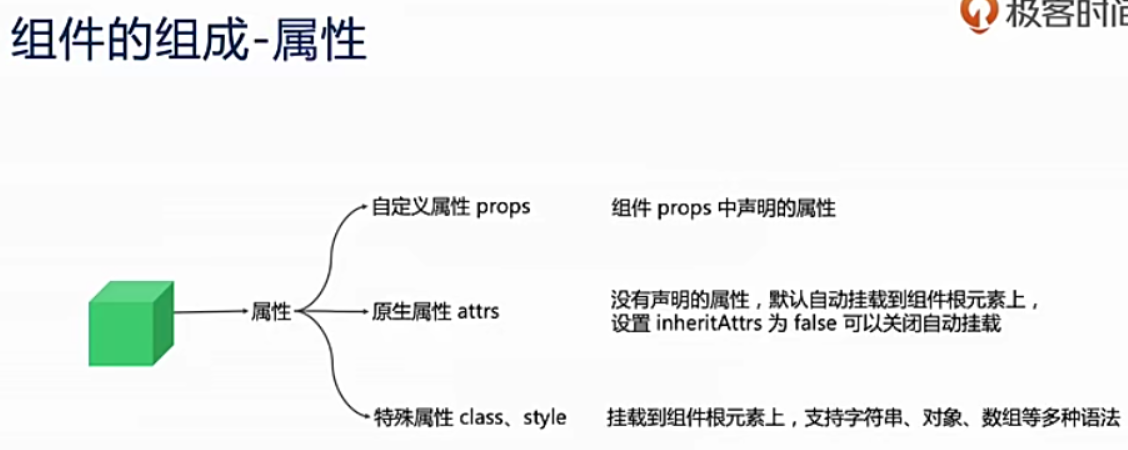 组件的组成-属性
极客时间
自定义属性 props
组件 props 中声明的属性
属性
原生属性 attrs
没有声明的属性，默认自动挂载到组件根元素上，
设置 inheritAttrs 为 false 可以关闭自动挂载
特殊属性 class、style
挂载到组件根元素上，支持字符串、对象、数组等多种语法